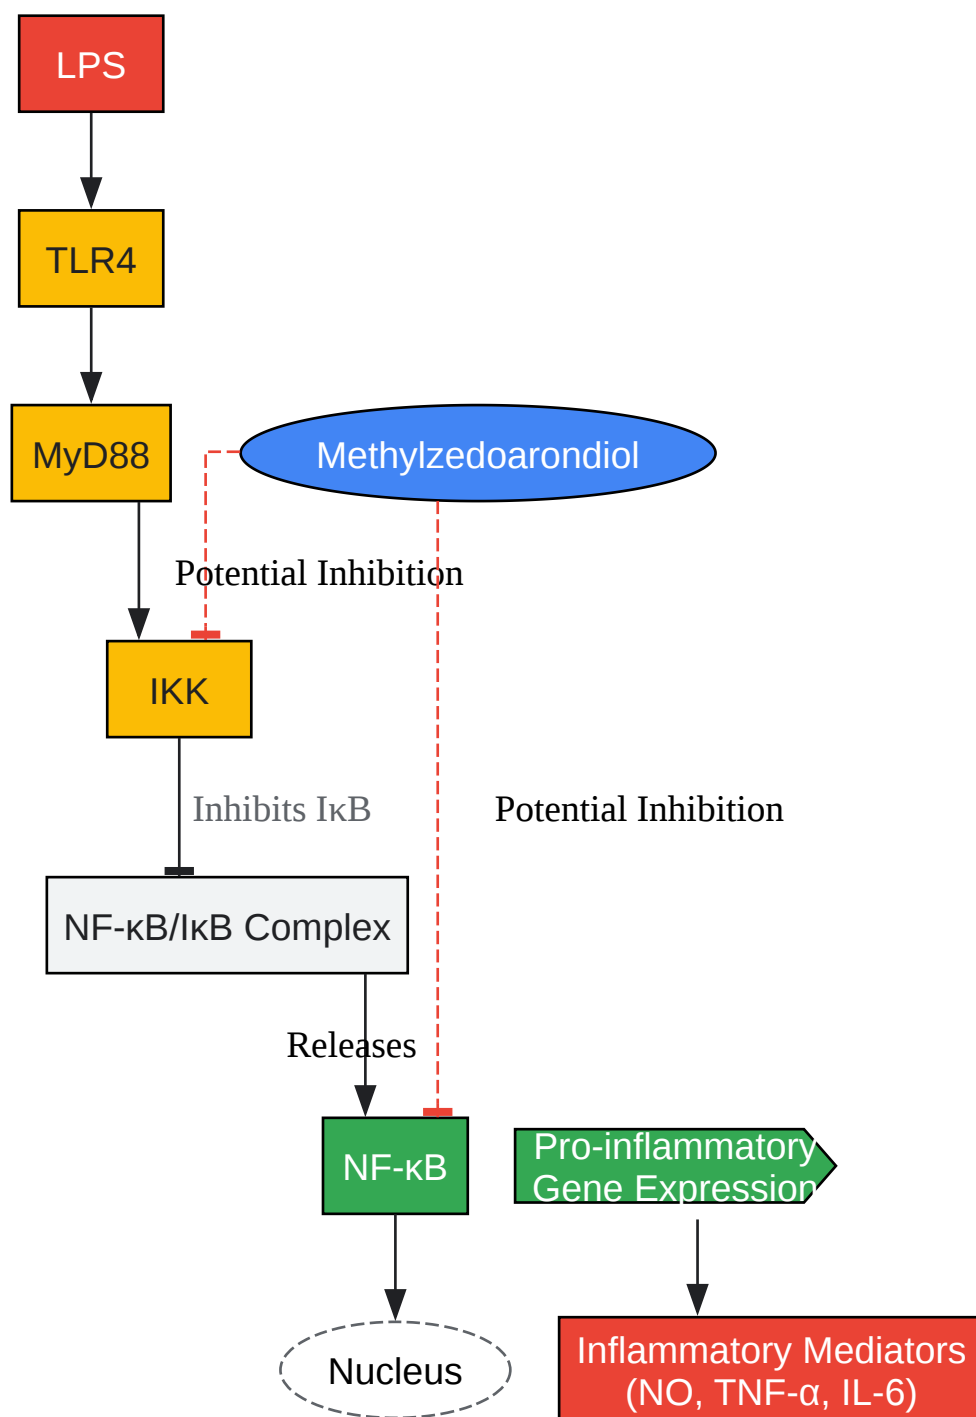 LPS
TLR4
MyD88
Methylzedoarondiol
Potential Inhibition
IKK
Inhibits IκB
Potential Inhibition
NF-κB/IκB Complex
Releases
NF-κB
Pro-inflammatory
Gene Expression
Nucleus
Inflammatory Mediators
(NO, TNF-α, IL-6)